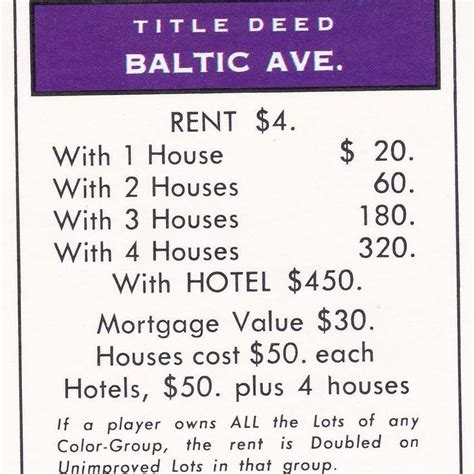 TITLE DEED
BALTIC AVE.
RENT $4.
With 1 House $ 20.
With 2 Houses 60.
With 3 Houses 180.
With 4 Houses 320.
With HOTEL $450.
Mortgage Value $30.
Houses cost $50. each
Hotels, $50. plus 4 houses
If a player owns ALL the Lots of any
Color-Group, the rent is Doubled on
Unimproved Lots in that group.